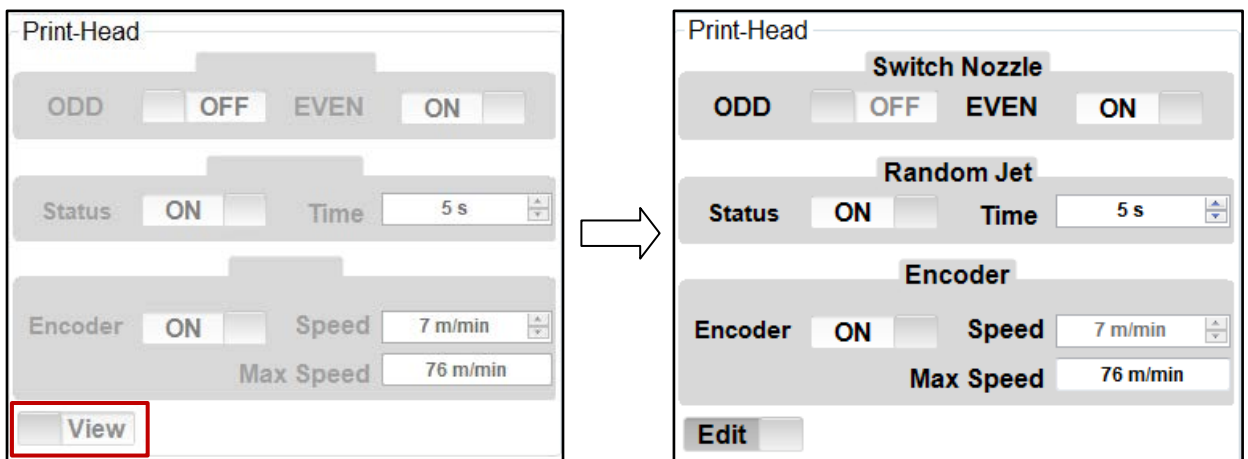 Print-Head
ODD OFF EVEN ON
Status ON Time 5 s
Encoder ON Speed 7 m/min
Max Speed 76 m/min
View
Print-Head
Switch Nozzle
ODD OFF EVEN ON
Random Jet
Status ON Time 5 s
Encoder
Encoder ON Speed 7 m/min
Max Speed 76 m/min
Edit